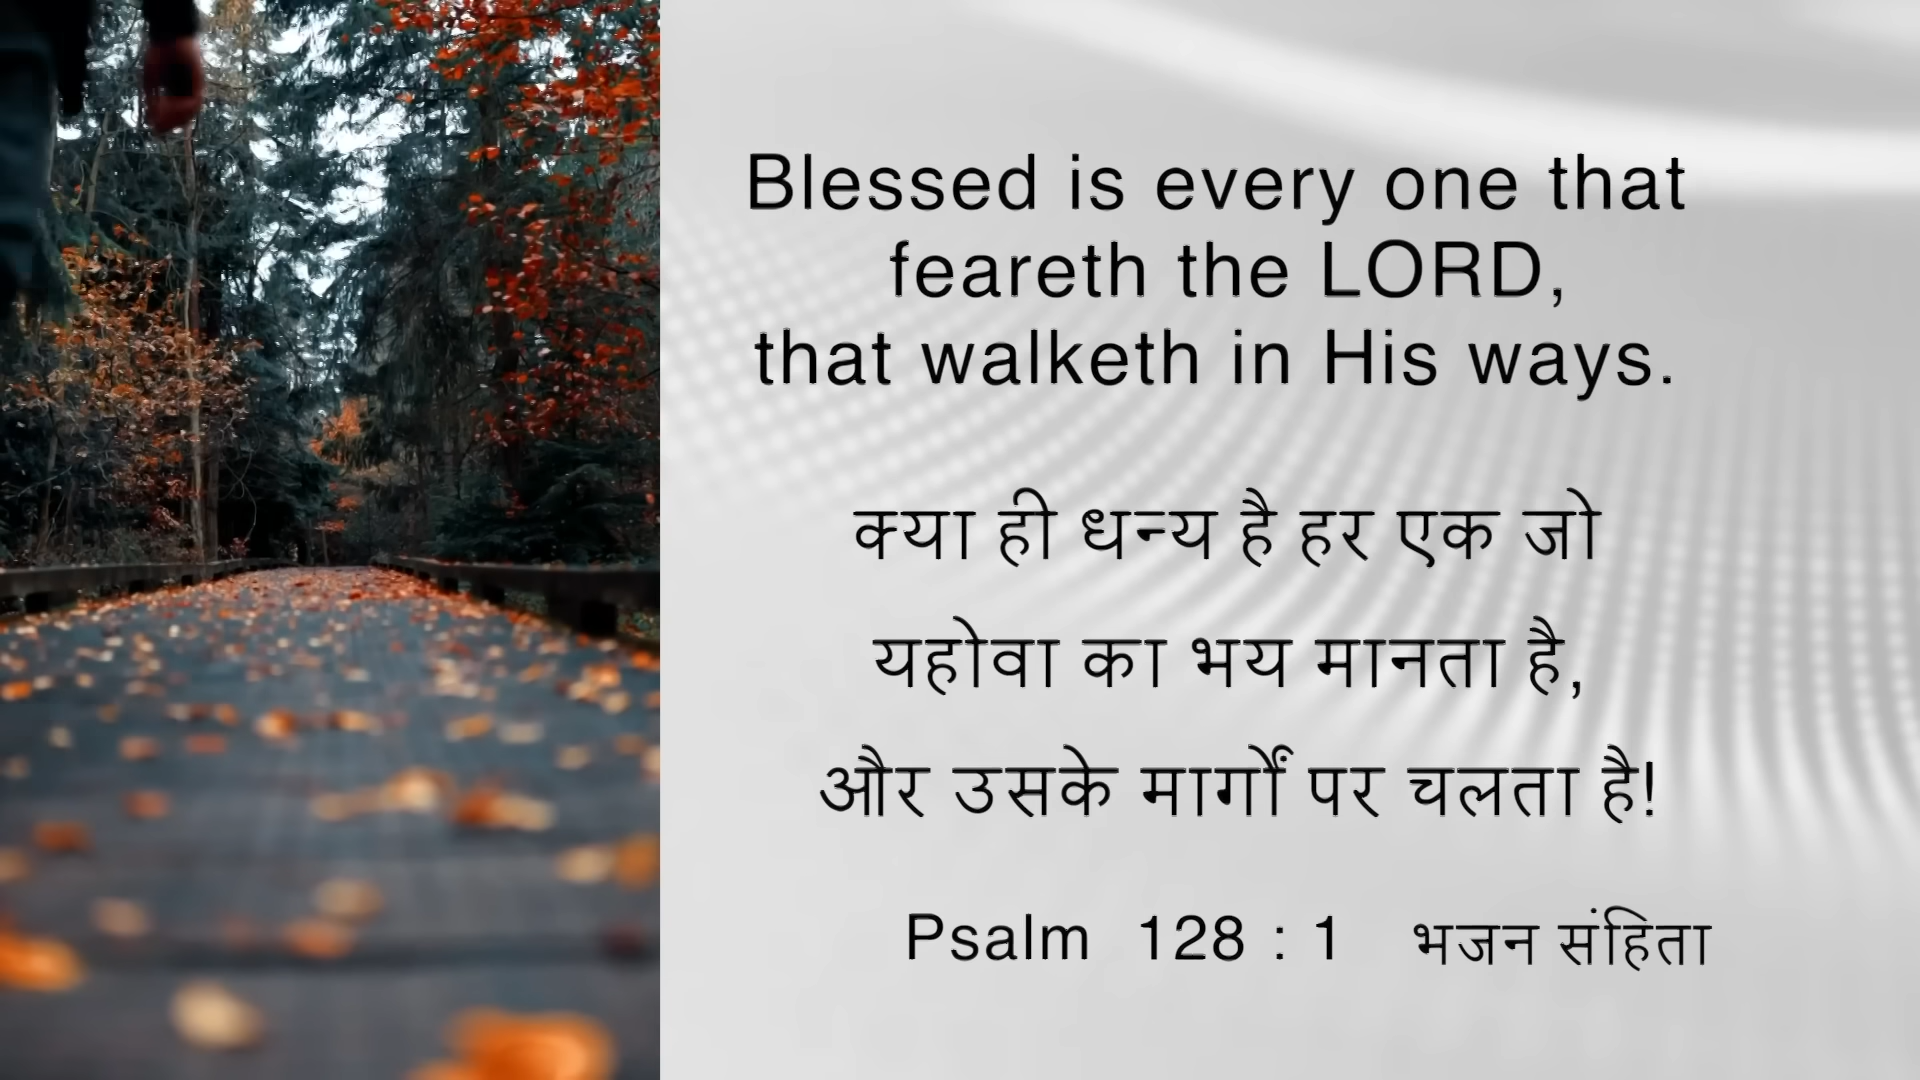 Blessed is every one that
feareth the LORD,
that walketh in His ways.
क्या ही धन्य है हर एक जो
यहोवा का भय मानता है,
और उसके मार्गों पर चलता है!
Psalm 128 : 1 भजन संहिता